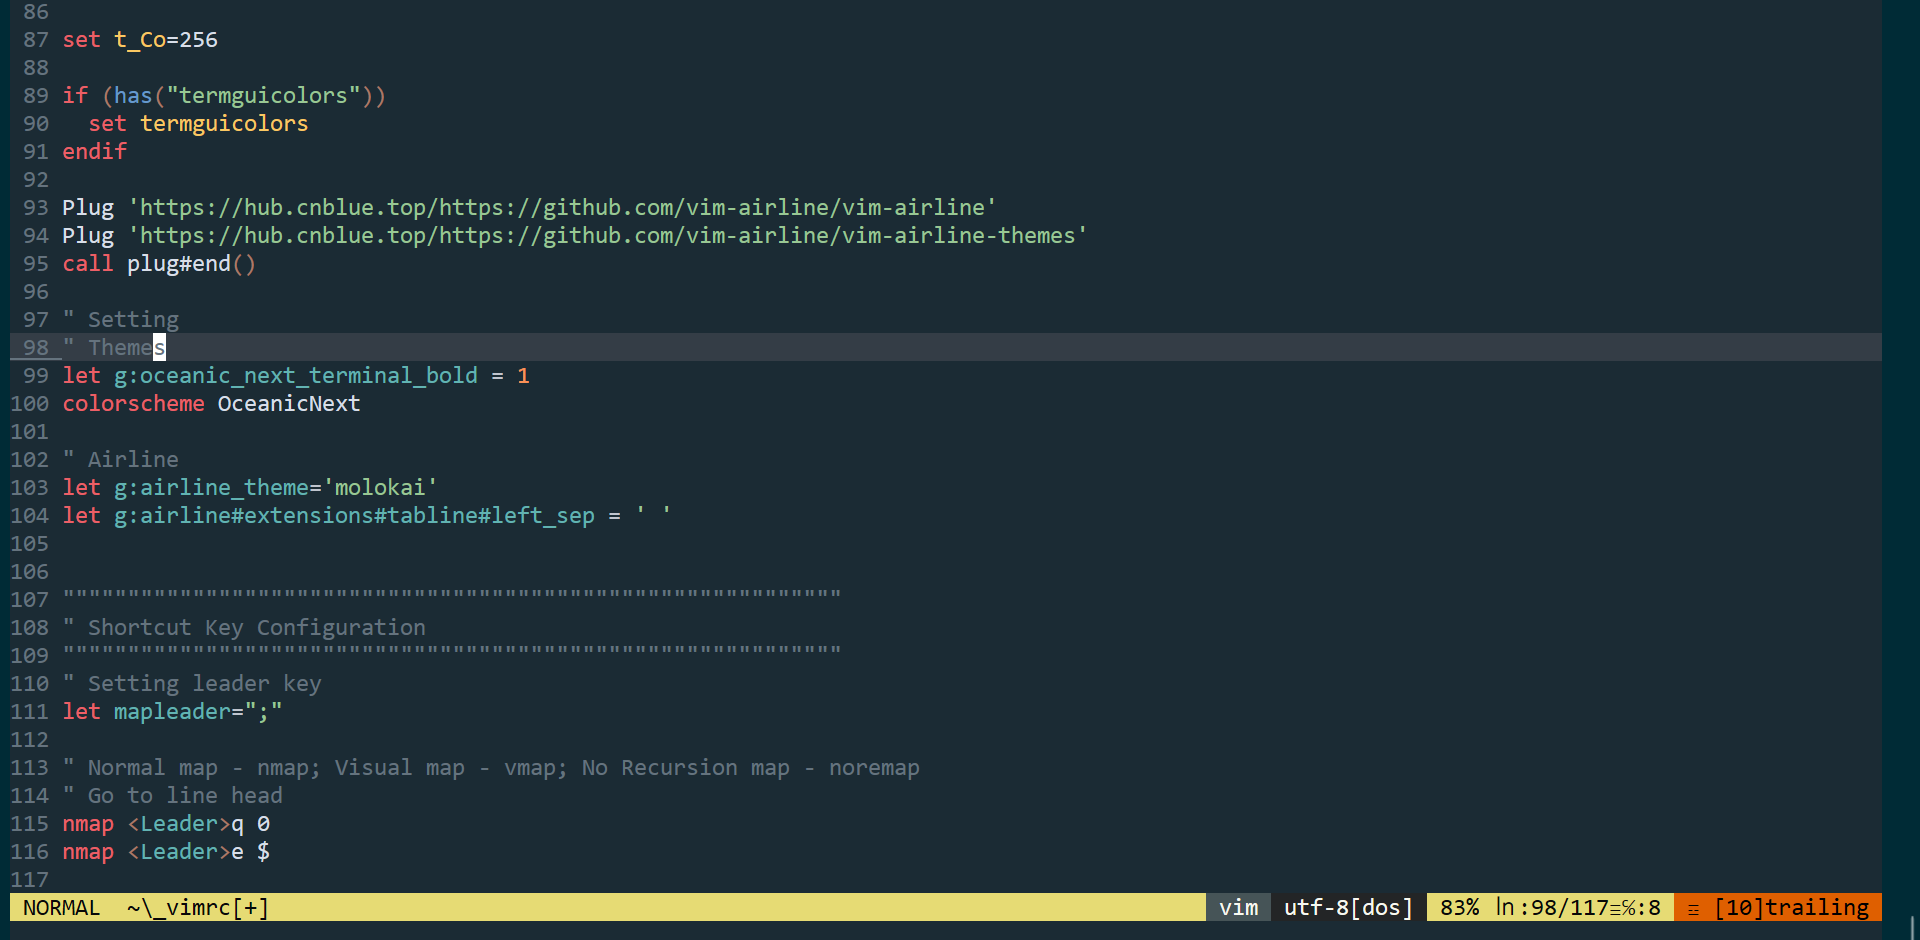 86
87 set t_Co=256
88
89 if (has("termguicolors"))
90   set termguicolors
91 endif
92
93 Plug 'https://hub.cnblue.top/https://github.com/vim-airline/vim-airline'
94 Plug 'https://hub.cnblue.top/https://github.com/vim-airline/vim-airline-themes'
95 call plug#end()
96
97 " Setting
98 " Themes
99 let g:oceanic_next_terminal_bold = 1
100 colorscheme OceanicNext
101
102 " Airline
103 let g:airline_theme='molokai'
104 let g:airline#extensions#tabline#left_sep = ' '
105
106
107 """"""""""""""""""""""""""""""""""""""""""""""""""""""""""""
108 " Shortcut Key Configuration
109 """"""""""""""""""""""""""""""""""""""""""""""""""""""""""""
110 " Setting leader key
111 let mapleader=";"
112
113 " Normal map - nmap; Visual map - vmap; No Recursion map - noremap
114 " Go to line head
115 nmap <Leader>q 0
116 nmap <Leader>e $
117
NORMAL  ~\_vimrc[+] vim utf-8[dos] 83% ㏑:98/117☰℅:8 ☰ [10]trailing